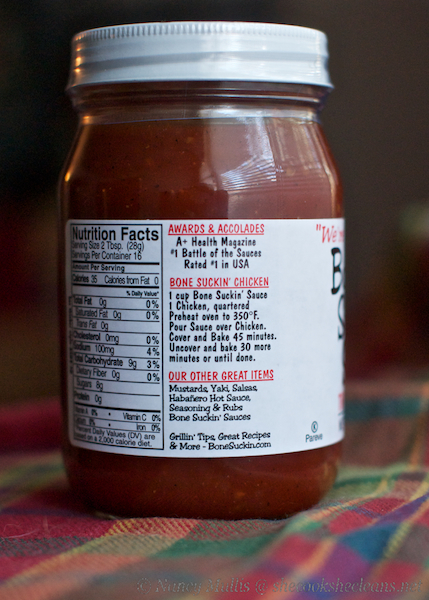 Nutrition Facts
Serving Size 2 Tbsp. (28g)
Servings Per Container 16
Amount Per Serving
Calories 35 Calories from Fat 0
% Daily Value*
Total Fat 0g 0%
Saturated Fat 0g 0%
Trans Fat 0g
Cholesterol 0mg 0%
Sodium 100mg 4%
Total Carbohydrate 9g 3%
Dietary Fiber 0g 0%
Sugars 8g
Protein 0g
Vitamin A 8% • Vitamin C 0%
Iron 0%
Percent Daily Values (DV) are
based on a 2,000 calorie diet.
AWARDS & ACCOLADES
A+ Health Magazine
#1 Battle of the Sauces
Rated #1 in USA
BONE SUCKIN' CHICKEN
1 cup Bone Suckin' Sauce
1 Chicken, quartered
Preheat oven to 350°F.
Pour Sauce over Chicken.
Cover and Bake 45 minutes.
Uncover and bake 30 more
minutes or until done.
OUR OTHER GREAT ITEMS
Mustards, Yaki, Salsas,
Habañero Hot Sauce,
Seasoning & Rubs
Bone Suckin' Sauces
Grillin' Tips, Great Recipes
& More - BoneSuckin.com
"We
B
S
K
Pareve